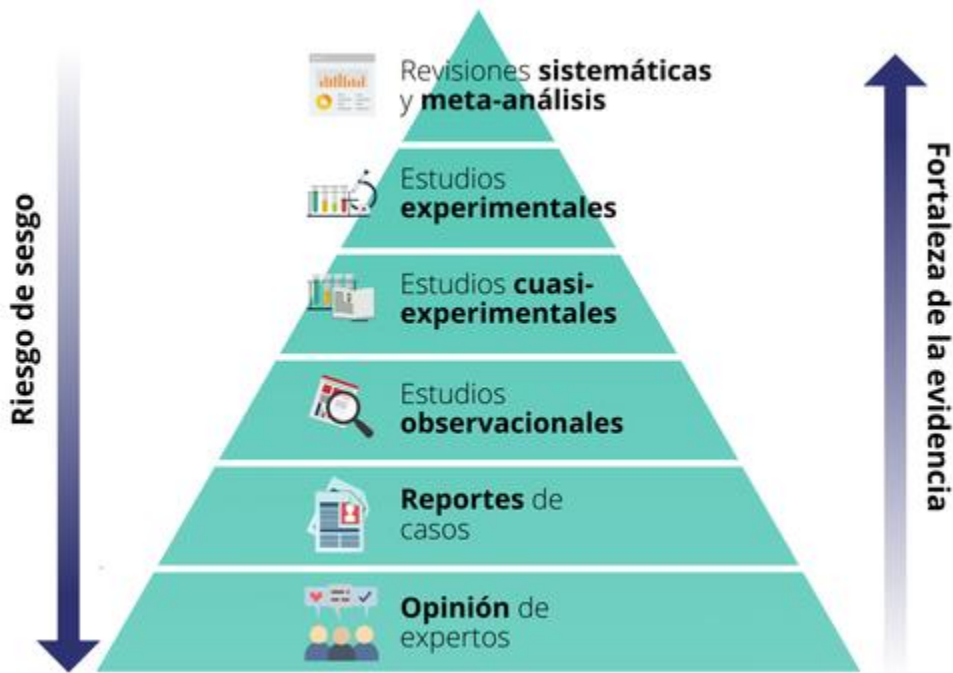 Revisiones sistemáticas
y meta-análisis
Estudios
experimentales
Estudios cuasi-
experimentales
Estudios
observacionales
Reportes de
casos
Opinión de
expertos
Riesgo de sesgo
Fortaleza de la evidencia